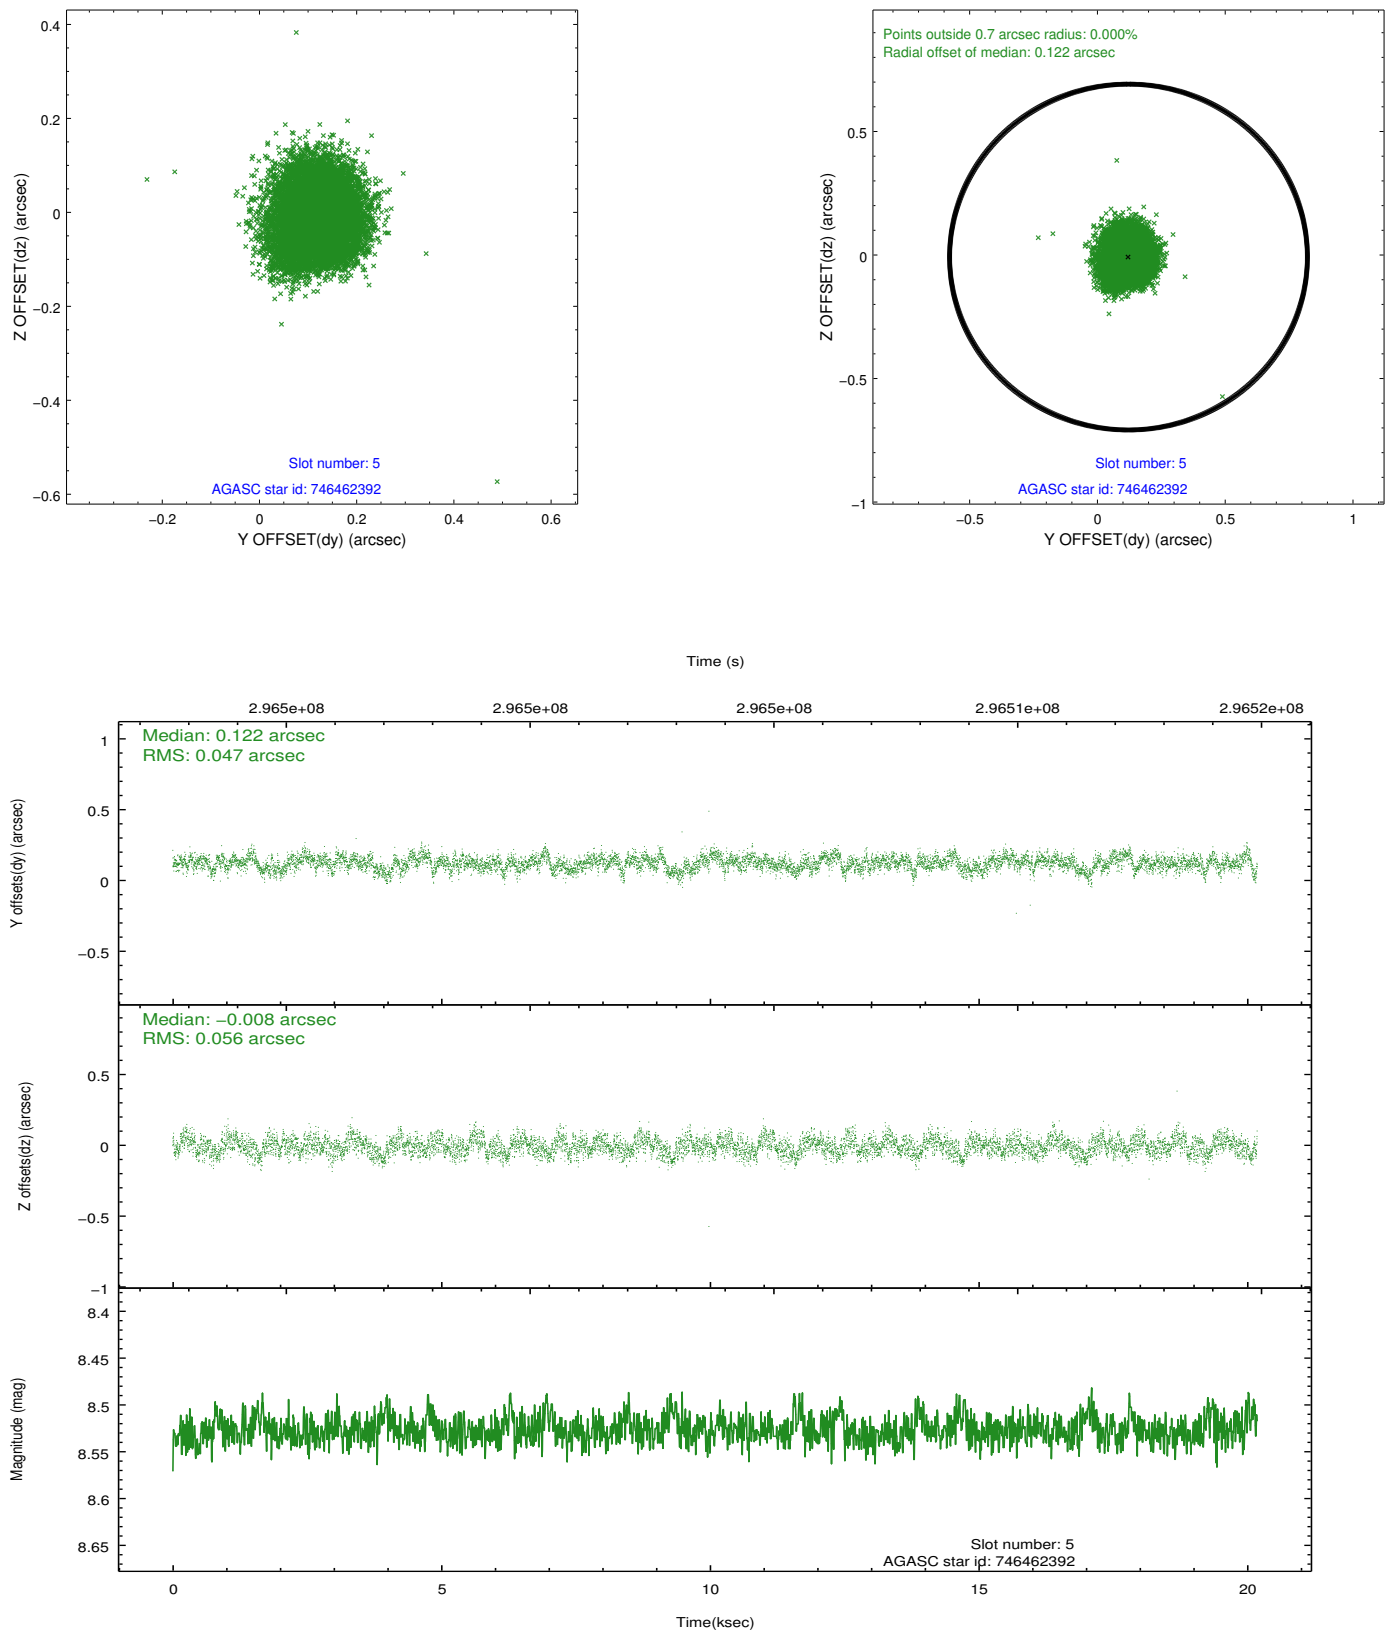 0.4
0.2
0
−0.2
−0.4
−0.6
Z OFFSET(dz) (arcsec)
Slot number: 5
AGASC star id: 746462392
−0.2 0 0.2 0.4 0.6
Y OFFSET(dy) (arcsec)
Points outside 0.7 arcsec radius: 0.000%
Radial offset of median: 0.122 arcsec
0.5
0
−0.5
−1
Z OFFSET(dz) (arcsec)
Slot number: 5
AGASC star id: 746462392
−0.5 0 0.5 1
Y OFFSET(dy) (arcsec)
Time (s)
2.965e+08 2.965e+08 2.965e+08 2.9651e+08 2.9652e+08
Median: 0.122 arcsec
RMS: 0.047 arcsec
1
0.5
0
−0.5
Y offsets(dy) (arcsec)
Median: −0.008 arcsec
RMS: 0.056 arcsec
0.5
0
−0.5
−1
Z offsets(dz) (arcsec)
8.4
8.45
8.5
8.55
8.6
8.65
Magnitude (mag)
Slot number: 5
AGASC star id: 746462392
0 5 10 15 20
Time(ksec)